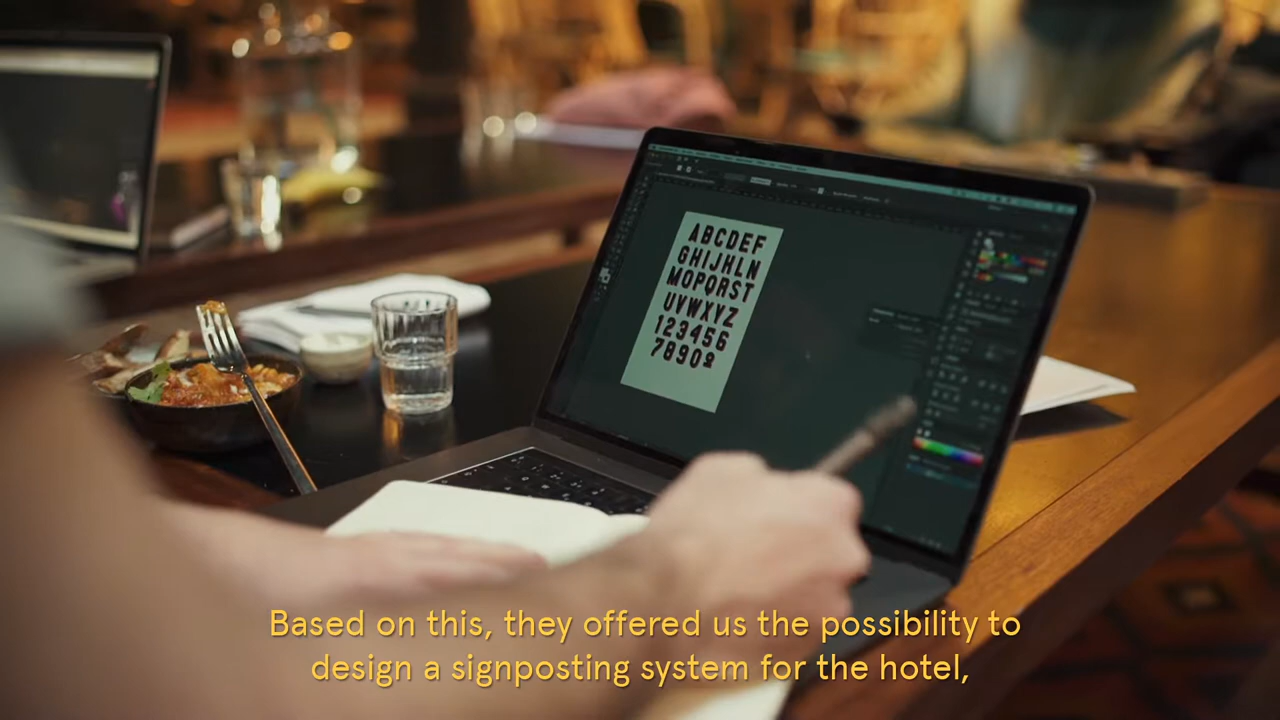 ABCDEF
GHIJHLN
MOPQRST
UVWXYZ
123456
7890
Based on this, they offered us the possibility to
design a signposting system for the hotel,